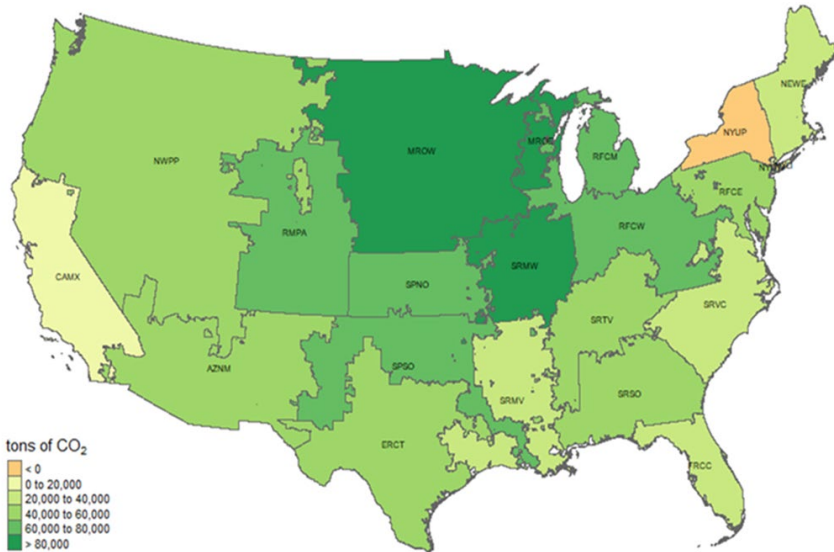 NEWE
NYUP
NWPP
MROW
MROE
RFCM
RFCE
RFCW
RMPA
CAMX
SPNO
SRMW
SRVC
SRTV
AZNM
SPSO
SRMV
SRSO
ERCT
FRCC
tons of CO₂
< 0
0 to 20,000
20,000 to 40,000
40,000 to 60,000
60,000 to 80,000
> 80,000